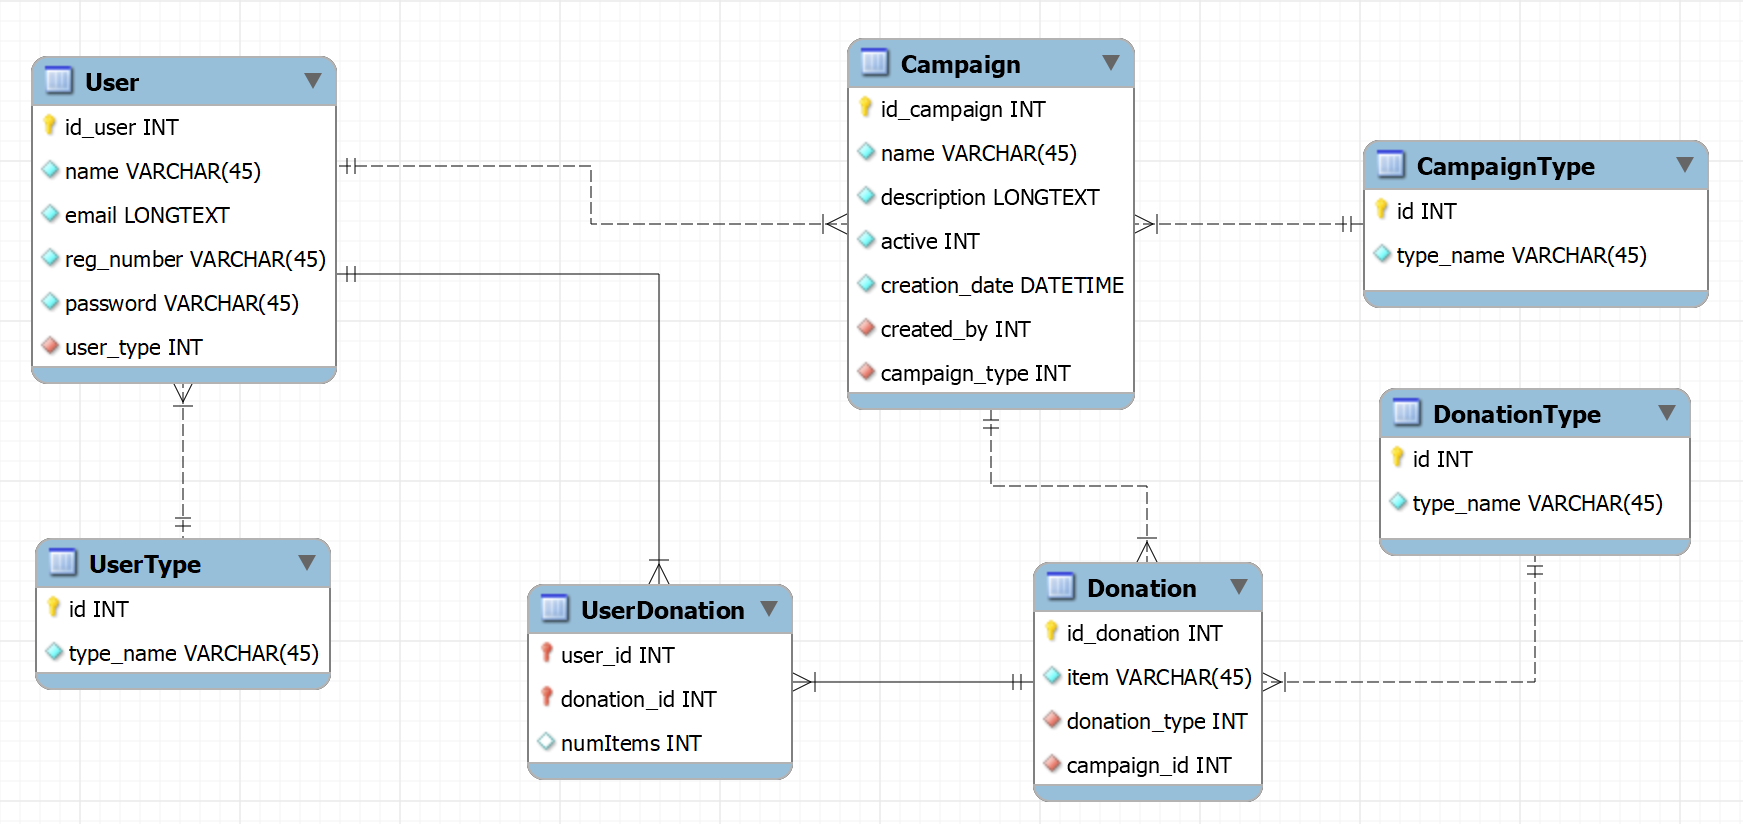 User
id_user INT
name VARCHAR(45)
email LONGTEXT
reg_number VARCHAR(45)
password VARCHAR(45)
user_type INT
Campaign
id_campaign INT
name VARCHAR(45)
description LONGTEXT
active INT
creation_date DATETIME
created_by INT
campaign_type INT
CampaignType
id INT
type_name VARCHAR(45)
DonationType
id INT
type_name VARCHAR(45)
UserType
id INT
type_name VARCHAR(45)
UserDonation
user_id INT
donation_id INT
numItems INT
Donation
id_donation INT
item VARCHAR(45)
donation_type INT
campaign_id INT